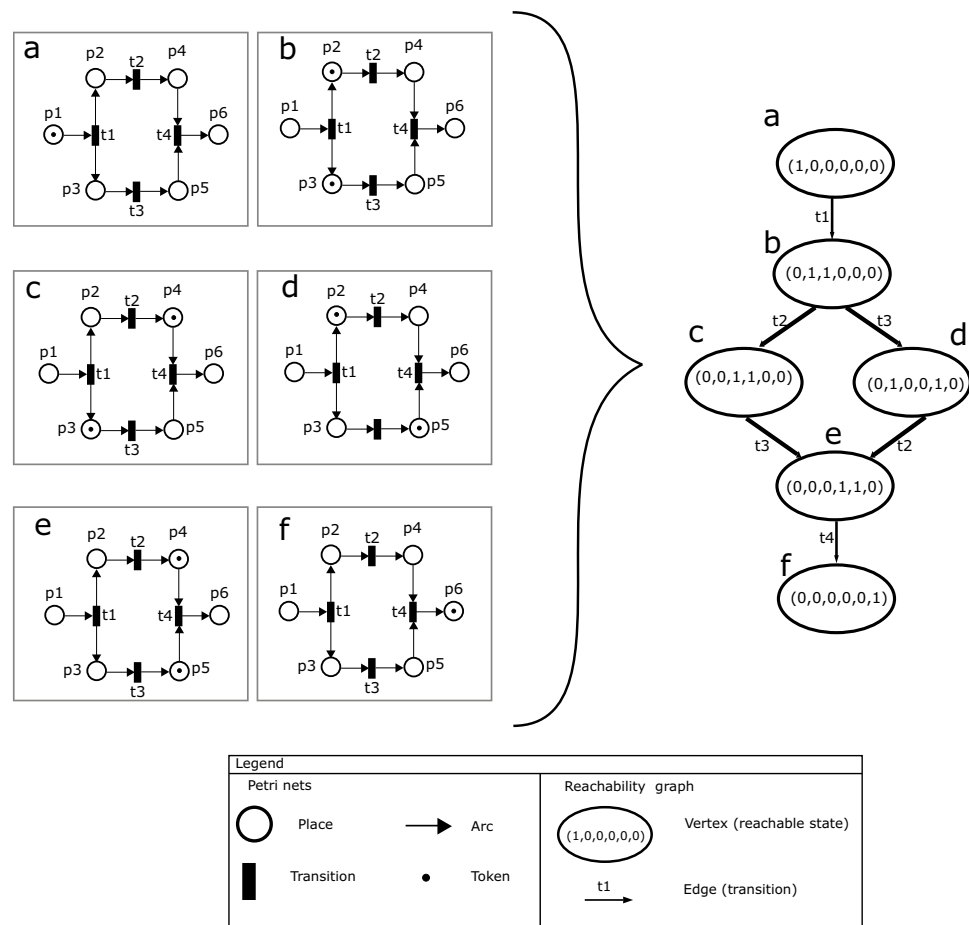 a
p2
t2
p4
p1
t1
t4
p6
p3
t3
p5
b
p2
t2
p4
p1
t1
t4
p6
p3
t3
p5
c
p2
t2
p4
p1
t1
t4
p6
p3
t3
p5
d
p2
t2
p4
p1
t1
t4
p6
p3
p5
e
p2
t2
p4
p1
t1
t4
p6
p3
t3
p5
f
p2
t2
p4
p1
t1
t4
p6
p3
t3
p5
a
(1,0,0,0,0,0)
t1
b
(0,1,1,0,0,0)
t2
t3
c
(0,0,1,1,0,0)
d
(0,1,0,0,1,0)
t3
e
t2
(0,0,0,1,1,0)
t4
f
(0,0,0,0,0,1)
Legend
Petri nets
Place
Arc
Transition
Token
Reachability graph
(1,0,0,0,0,0)
Vertex (reachable state)
t1
Edge (transition)